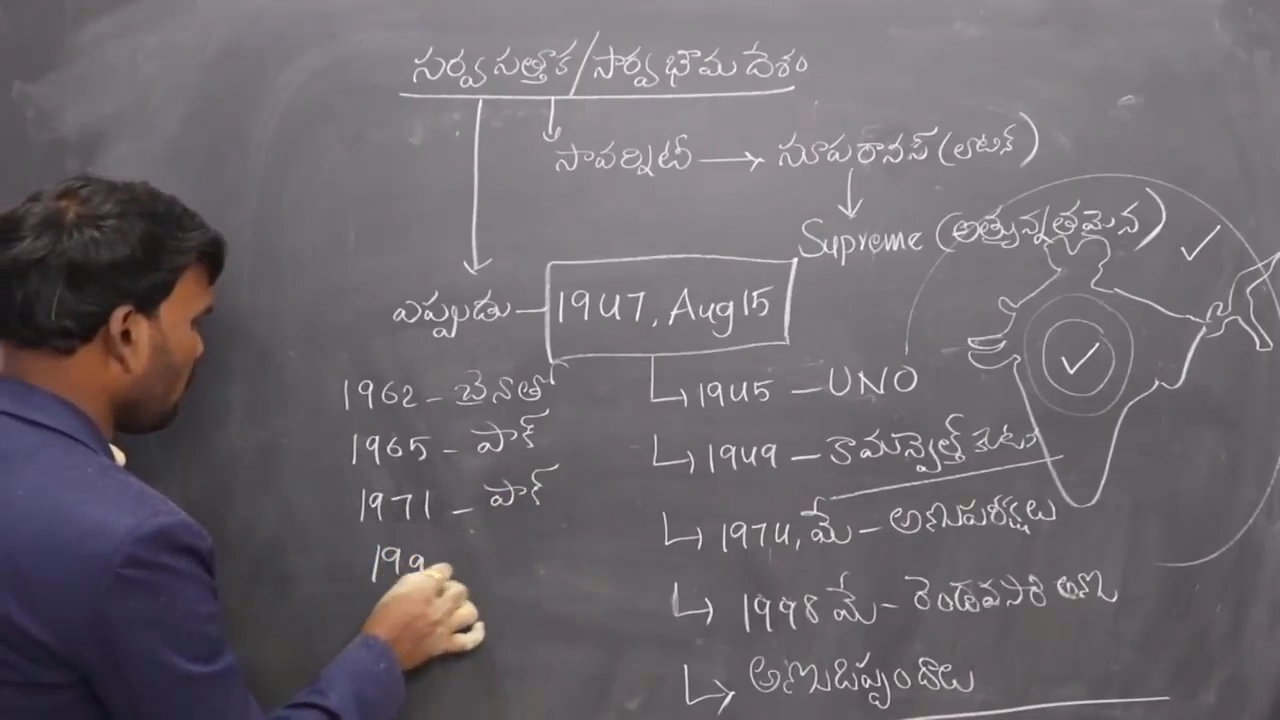 సర్వసత్తాక/సార్వభౌమదేశం
సావర్నిటీ → సూపరానస్ (లాటిన్)
Supreme (అత్యున్నతమైన)
ఎప్పుడు – 1947, Aug 15
1962 – చైనాతో
1965 – పాక్
1971 – పాక్
199
1945 – UNO
1949 – కామన్వెల్త్ కూటమి
1974, మే – అణుపరీక్షలు
1998 మే – రెండవసారి అణు
అణుఒప్పందాలు